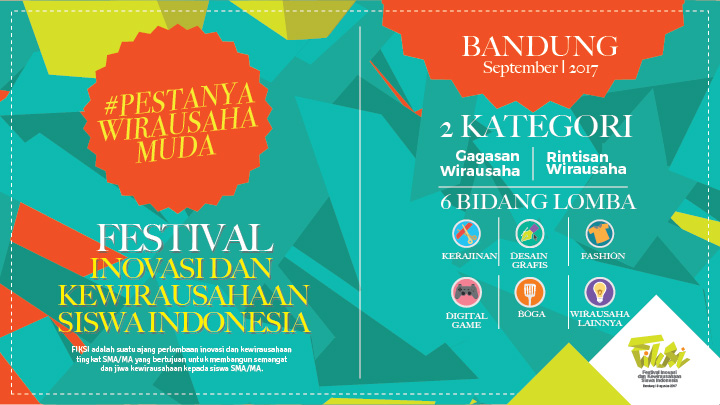 #PESTANYA
WIRAUSAHA
MUDA
FESTIVAL
INOVASI DAN
KEWIRAUSAHAAN
SISWA INDONESIA
FIKSI adalah suatu ajang perlombaan inovasi dan kewirausahaan
tingkat SMA/MA yang bertujuan untuk membangun semangat
dan jiwa kewirausahaan kepada siswa SMA/MA.
BANDUNG
September | 2017
2 KATEGORI
Gagasan
Wirausaha
Rintisan
Wirausaha
6 BIDANG LOMBA
KERAJINAN
DESAIN
GRAFIS
FASHION
DIGITAL
GAME
BOGA
WIRAUSAHA
LAINNYA
Fiksi
Festival Inovasi
dan Kewirausahaan
Siswa Indonesia